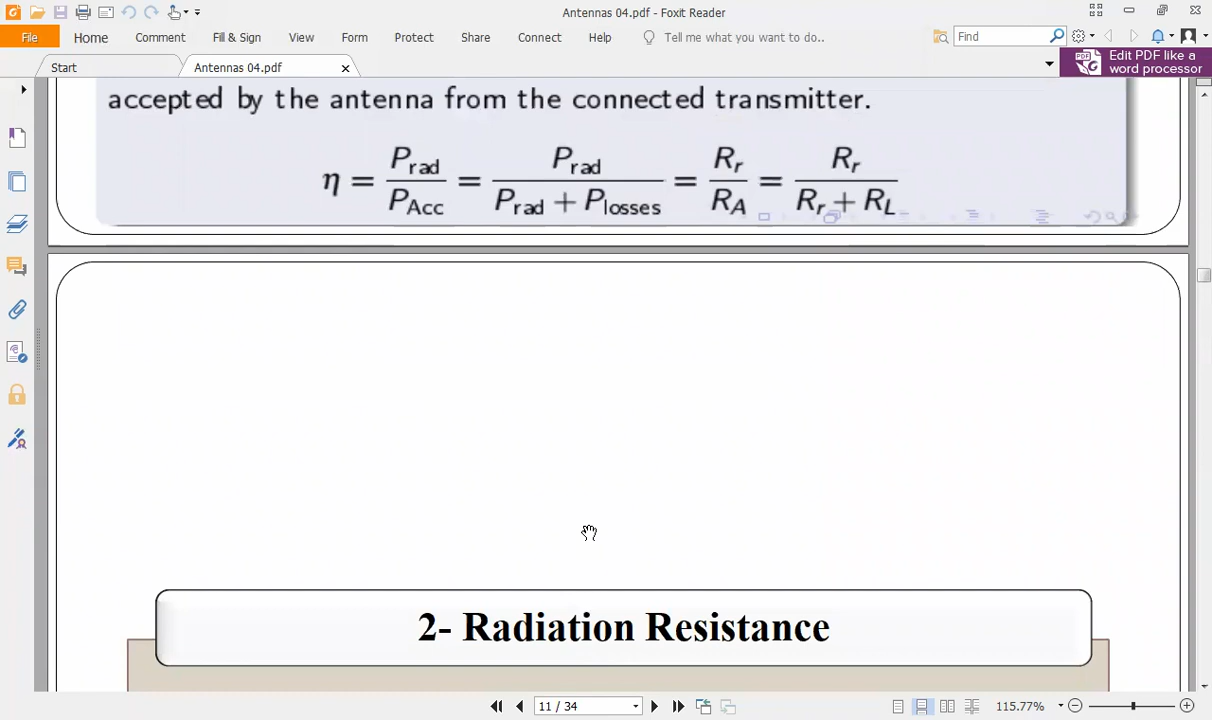 Antennas 04.pdf - Foxit Reader
File Home Comment Fill & Sign View Form Protect Share Connect Help Tell me what you want to do.. Find
Start Antennas 04.pdf Edit PDF like a
word processor
accepted by the antenna from the connected transmitter.
η = P_rad / P_Acc = P_rad / (P_rad + P_losses) = R_r / R_A = R_r / (R_r + R_L)
2- Radiation Resistance
11 / 34 115.77%